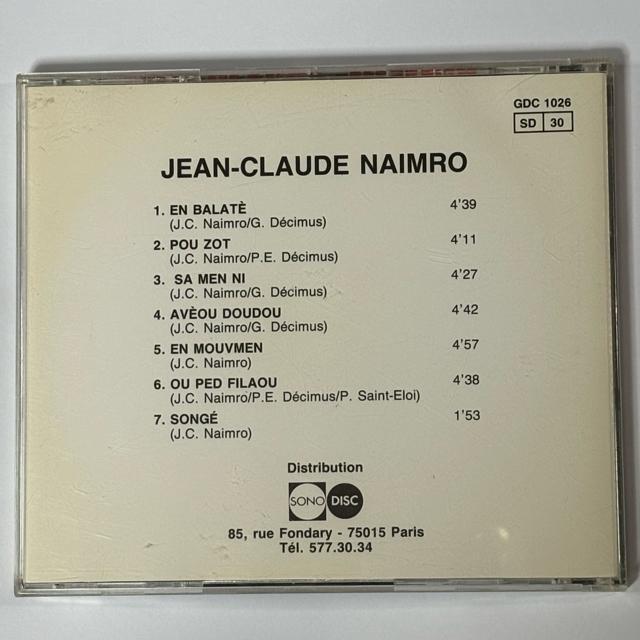 GDC 1026
SD 30
JEAN-CLAUDE NAIMRO
1. EN BALATÈ 4'39
(J.C. Naimro/G. Décimus)
2. POU ZOT 4'11
(J.C. Naimro/P.E. Décimus)
3. SA MEN NI 4'27
(J.C. Naimro/G. Décimus)
4. AVÈOU DOUDOU 4'42
(J.C. Naimro/G. Décimus)
5. EN MOUVMEN 4'57
(J.C. Naimro)
6. OU PED FILAOU 4'38
(J.C. Naimro/P.E. Décimus/P. Saint-Eloi)
7. SONGÉ 1'53
(J.C. Naimro)
Distribution
SONO DISC
85, rue Fondary - 75015 Paris
Tél. 577.30.34